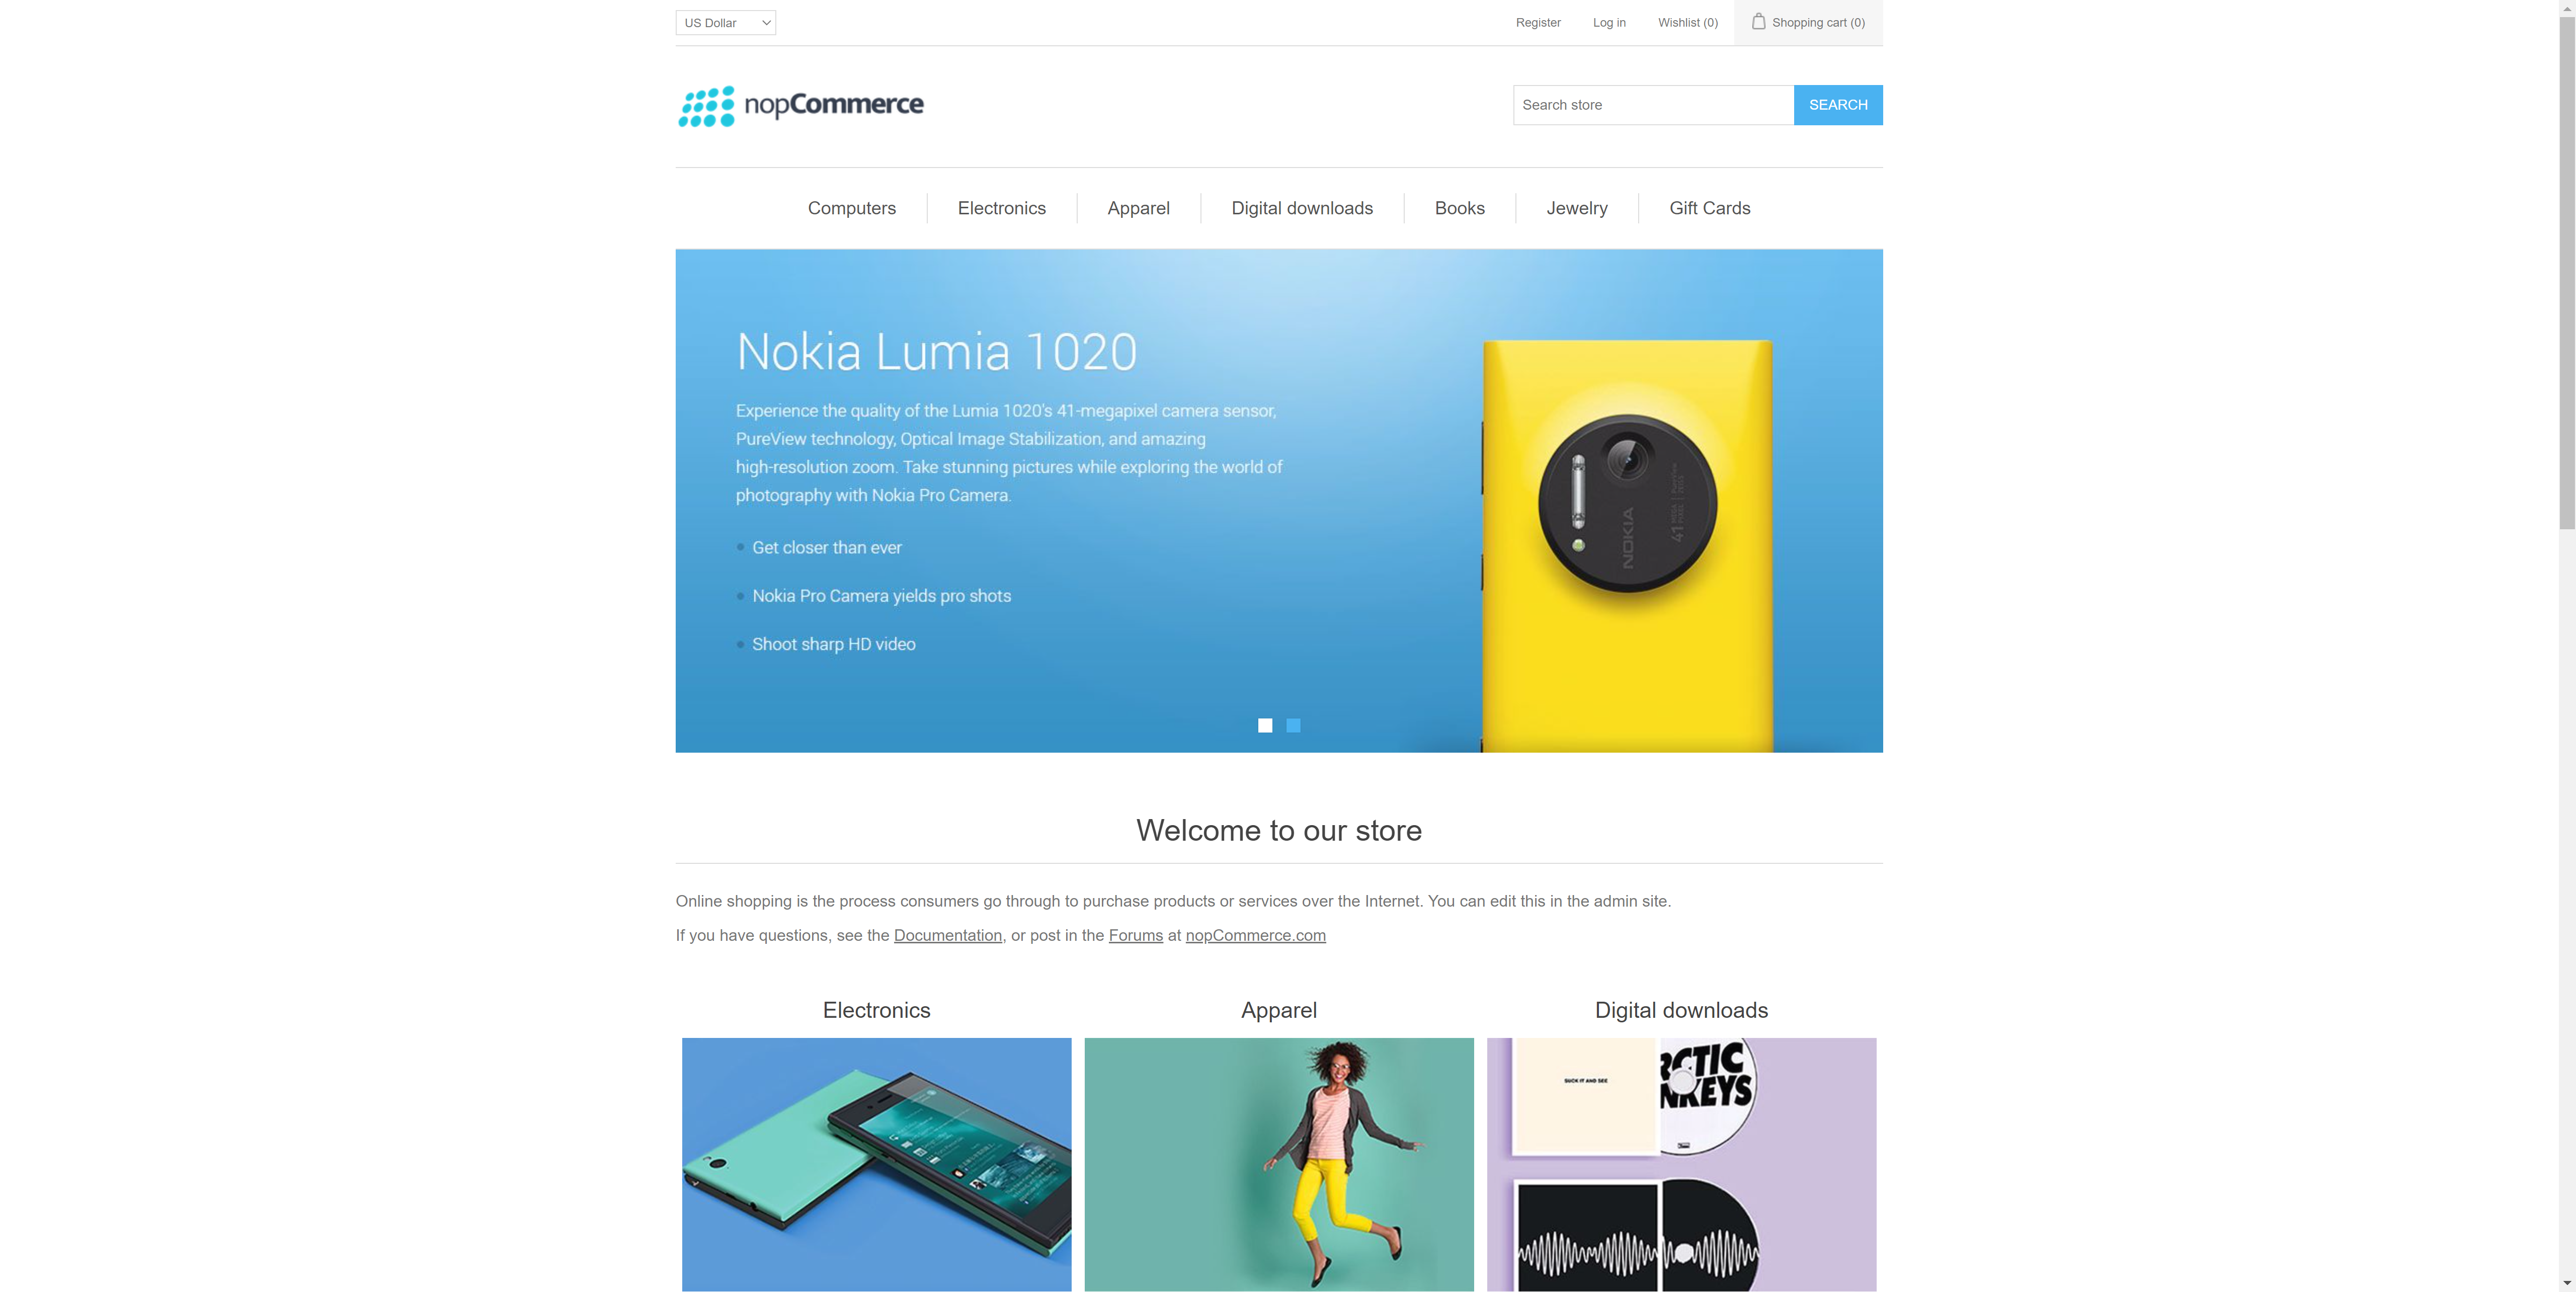 US Dollar
Register
Log in
Wishlist (0)
Shopping cart (0)
nopCommerce
Search store
SEARCH
Computers
Electronics
Apparel
Digital downloads
Books
Jewelry
Gift Cards
Nokia Lumia 1020
Experience the quality of the Lumia 1020's 41-megapixel camera sensor,
PureView technology, Optical Image Stabilization, and amazing
high-resolution zoom. Take stunning pictures while exploring the world of
photography with Nokia Pro Camera.
Get closer than ever
Nokia Pro Camera yields pro shots
Shoot sharp HD video
NOKIA
41
Welcome to our store
Online shopping is the process consumers go through to purchase products or services over the Internet. You can edit this in the admin site.
If you have questions, see the Documentation, or post in the Forums at nopCommerce.com
Electronics
Apparel
Digital downloads
SUCK IT AND SEE